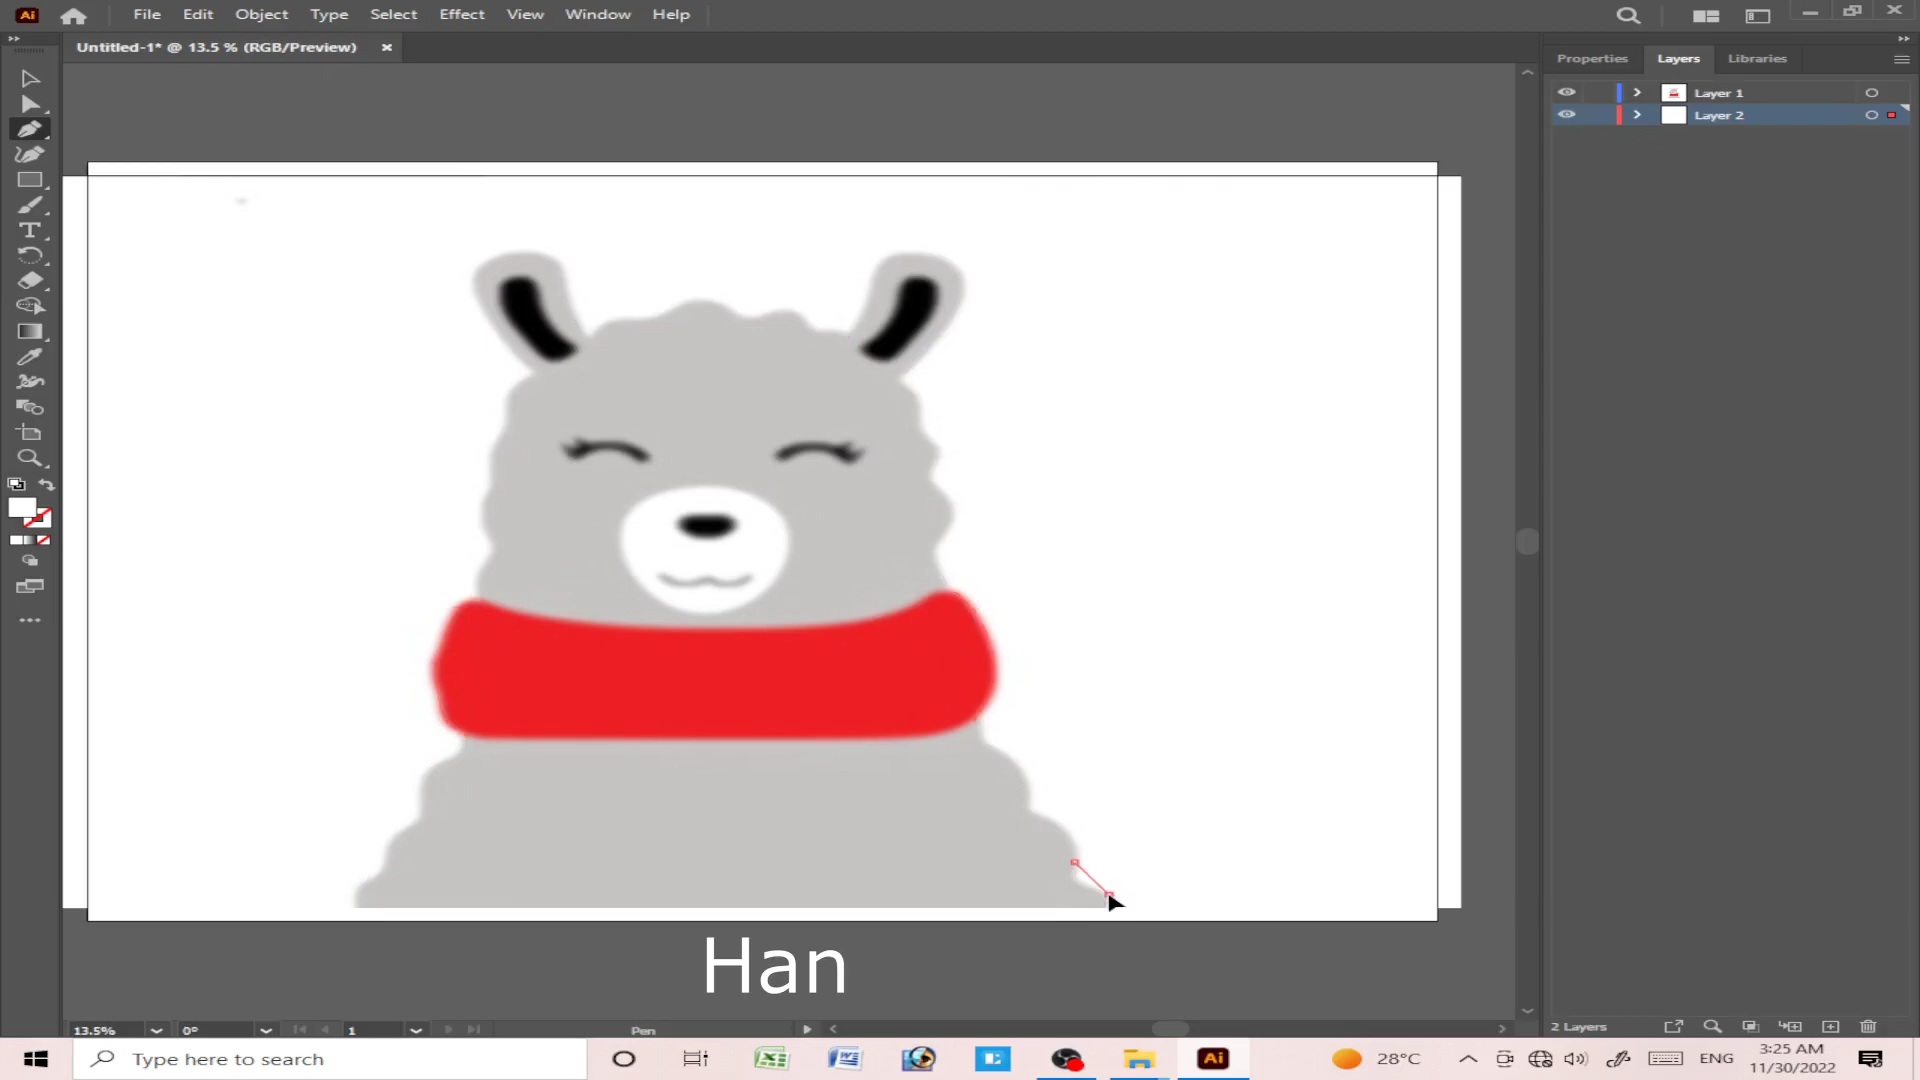 Ai File Edit Object Type Select Effect View Window Help
Untitled-1* @ 13.5 % (RGB/Preview)
Properties Layers Libraries
Layer 1
Layer 2
T
Han
13.5% 0° 1 Pen
2 Layers
Type here to search
Ai
28°C
ENG
3:25 AM
11/30/2022